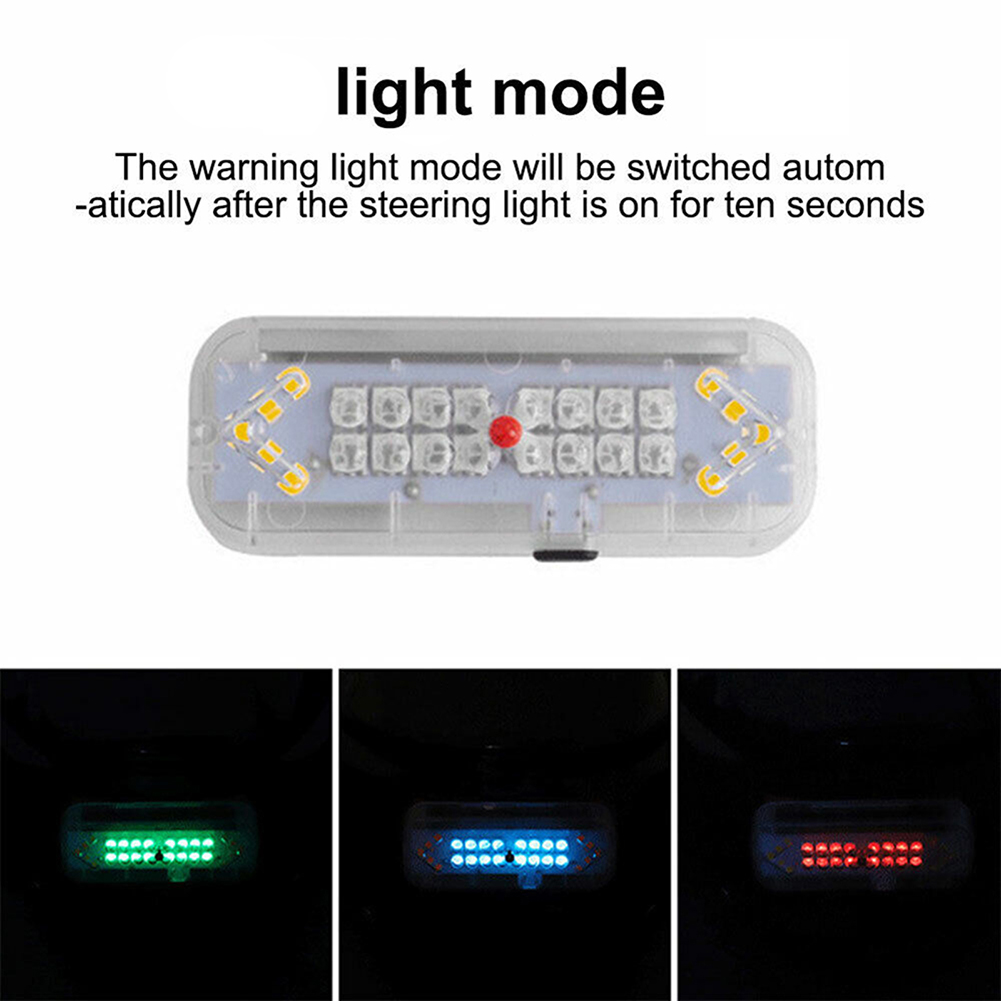 light mode
The warning light mode will be switched autom
-atically after the steering light is on for ten seconds